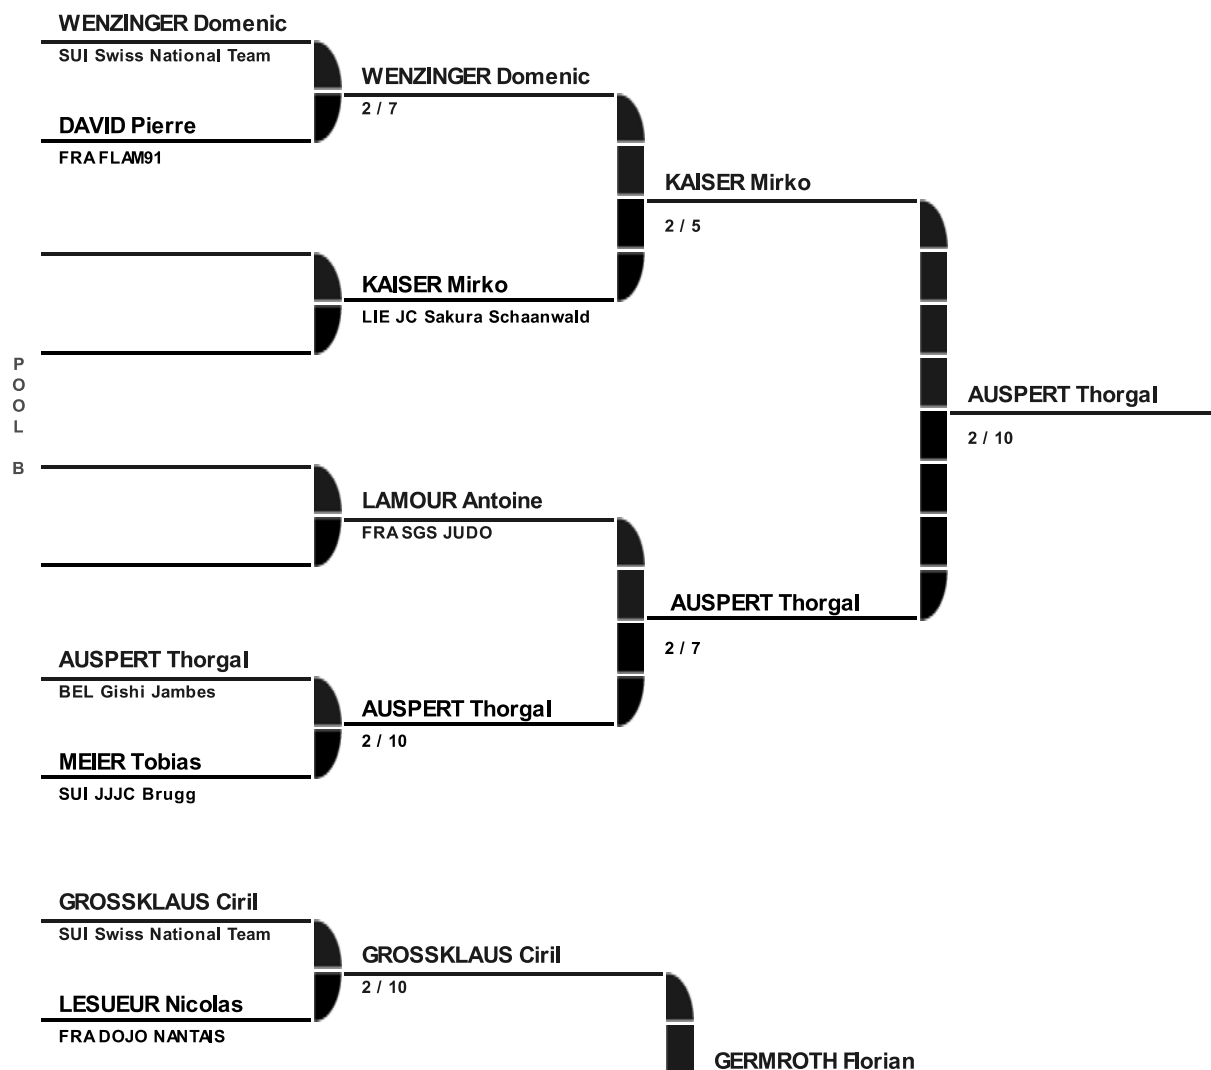 WENZINGER Domenic
SUI Swiss National Team
WENZINGER Domenic
2 / 7
DAVID Pierre
FRA FLAM91
KAISER Mirko
2 / 5
KAISER Mirko
LIE JC Sakura Schaanwald
P
O
O
L
B
AUSPERT Thorgal
2 / 10
LAMOUR Antoine
FRA SGS JUDO
AUSPERT Thorgal
2 / 7
AUSPERT Thorgal
BEL Gishi Jambes
AUSPERT Thorgal
2 / 10
MEIER Tobias
SUI JJJC Brugg
GROSSKLAUS Ciril
SUI Swiss National Team
GROSSKLAUS Ciril
2 / 10
LESUEUR Nicolas
FRA DOJO NANTAIS
GERMROTH Florian